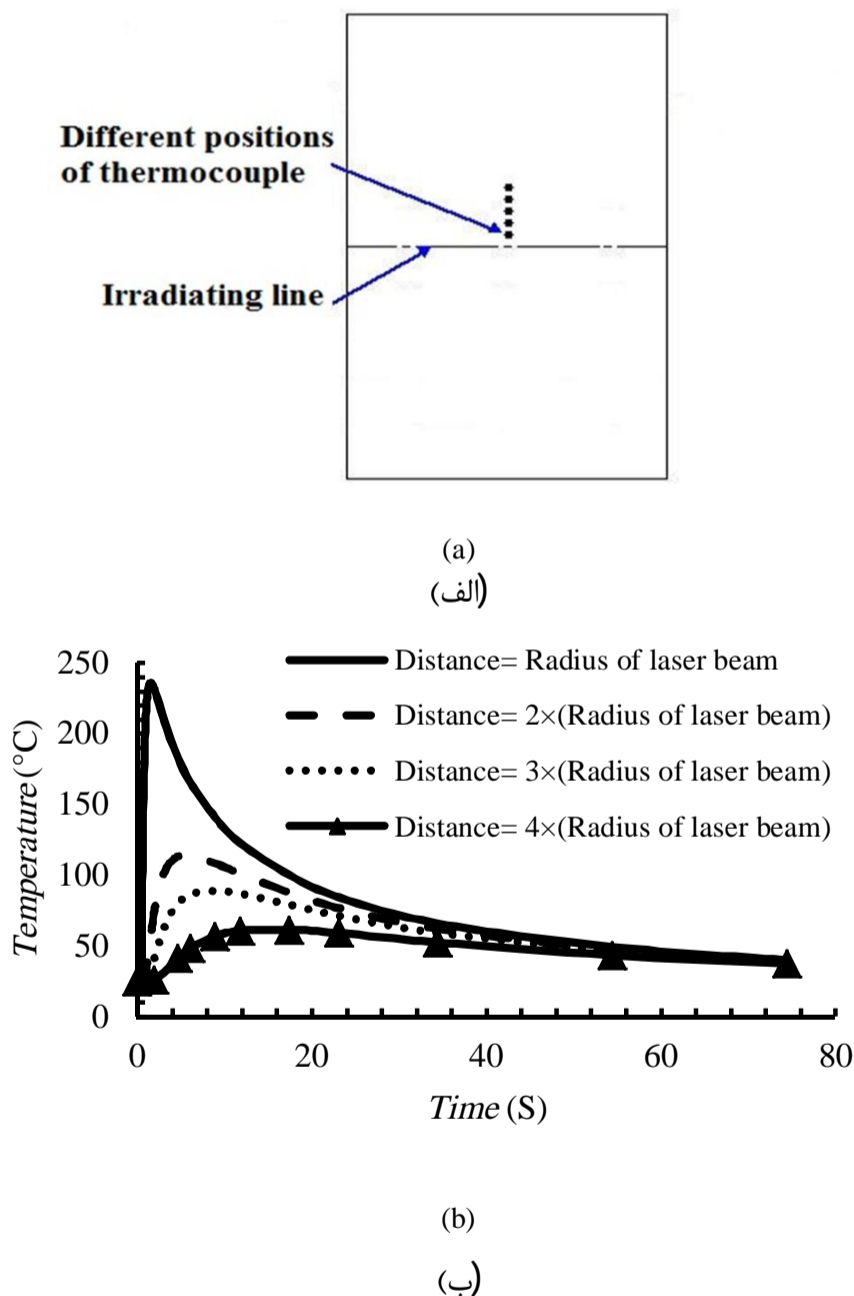 Different positions
of thermocouple
Irradiating line
(a)
(الف)
250
200
150
100
50
0
Temperature (°C)
Distance= Radius of laser beam
Distance= 2×(Radius of laser beam)
Distance= 3×(Radius of laser beam)
Distance= 4×(Radius of laser beam)
0 20 40 60 80
Time (S)
(b)
(ب)